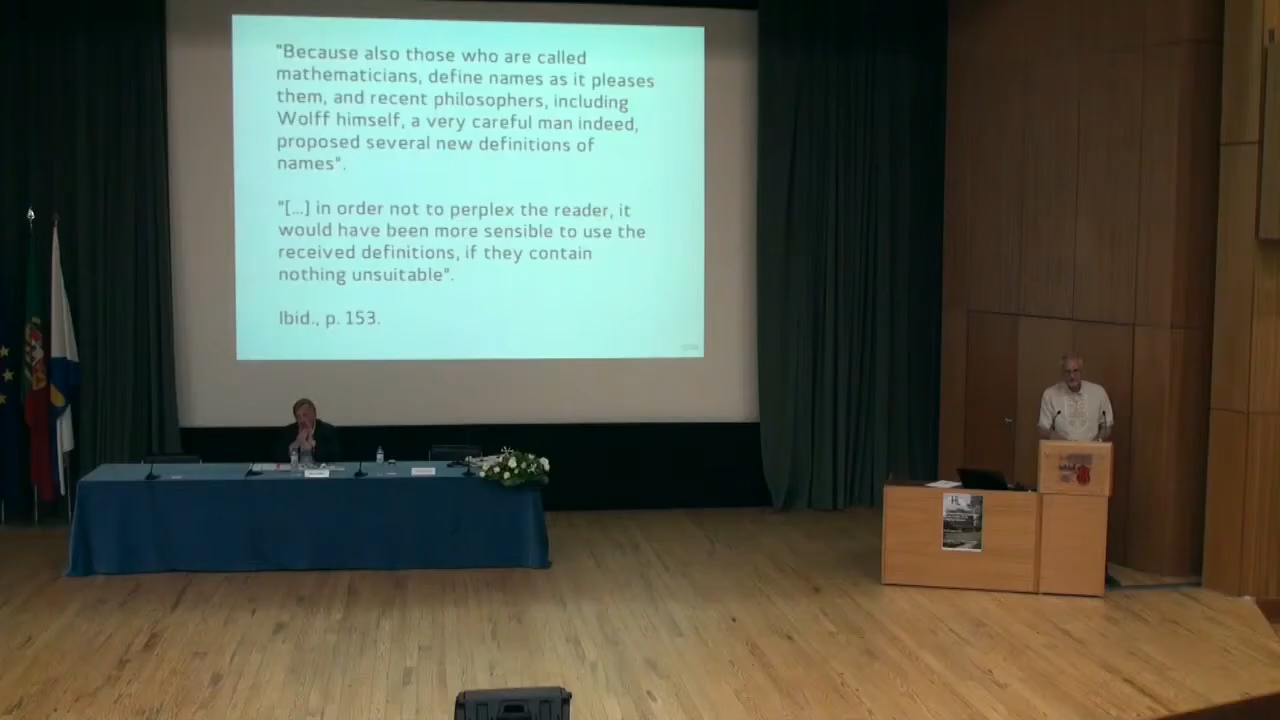 "Because also those who are called
mathematicians, define names as it pleases
them, and recent philosophers, including
Wolff himself, a very careful man indeed,
proposed several new definitions of
names".
"[...] in order not to perplex the reader, it
would have been more sensible to use the
received definitions, if they contain
nothing unsuitable".
Ibid., p. 153.